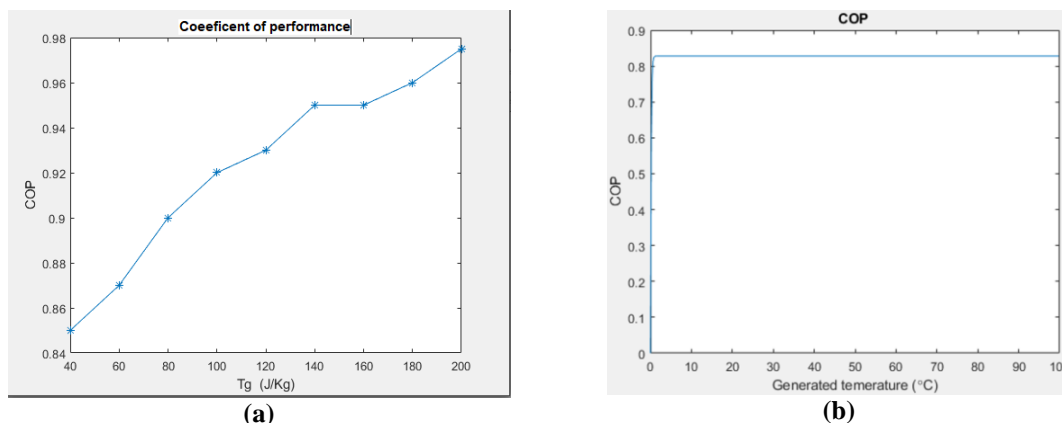 Coeeficent of performance
0.98
0.96
0.94
0.92
0.9
0.88
0.86
0.84
COP
40 60 80 100 120 140 160 180 200
Tg (J/Kg)
(a)
COP
0.9
0.8
0.7
0.6
0.5
0.4
0.3
0.2
0.1
0
COP
0 10 20 30 40 50 60 70 80 90 10
Generated temerature (°C)
(b)